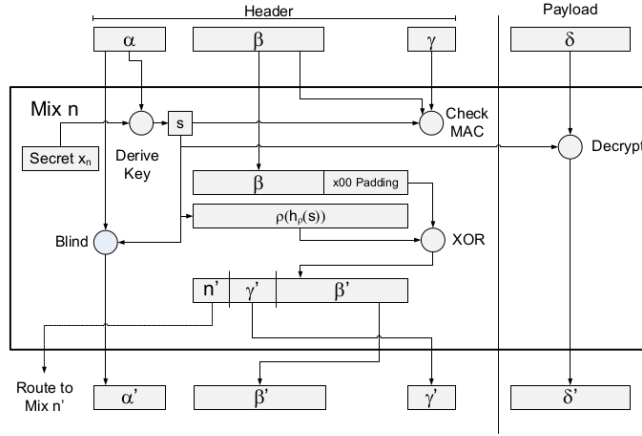 Header
Payload
α
β
γ
δ
Mix n
s
Check
MAC
Secret xn
Derive
Key
Decrypt
β
x00 Padding
ρ(hρ(s))
Blind
XOR
n'
γ'
β'
Route to
Mix n'
α'
β'
γ'
δ'